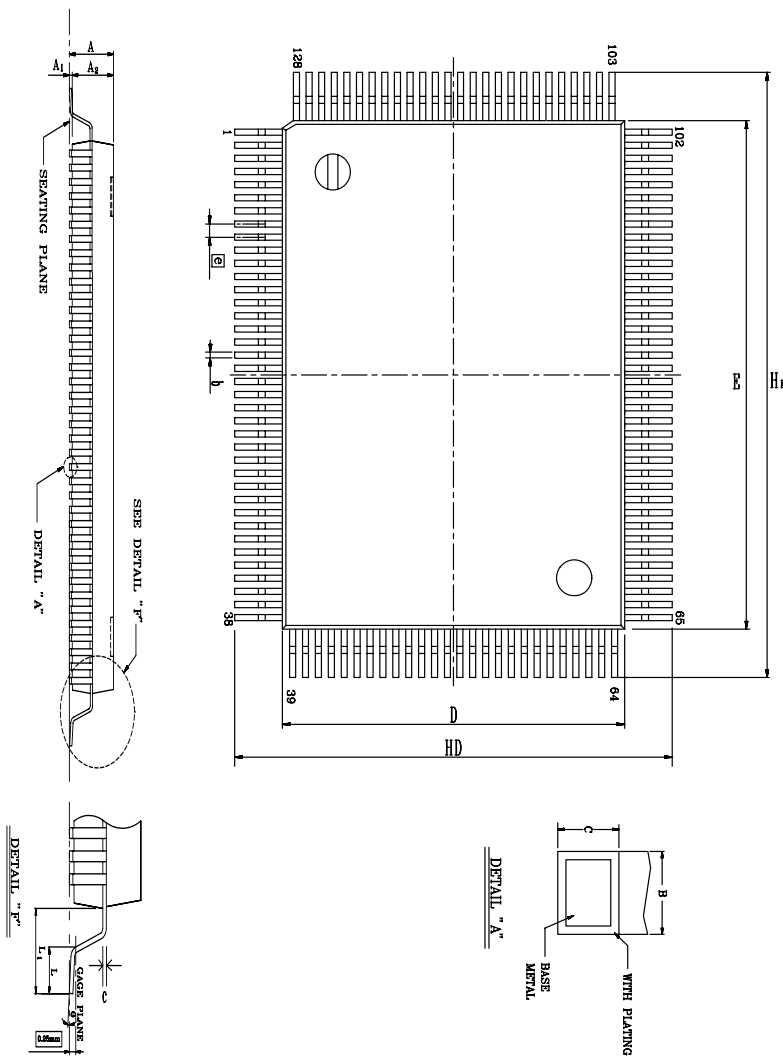 A
A1
A2
SEATING PLANE
DETAIL "A"
SEE DETAIL "F"
128
103
1
102
e
b
38
65
39
64
E
D
HD
DETAIL "F"
L1
L
C
GAGE PLANE
0.25mm
DETAIL "A"
C
B
BASE
METAL
WITH PLATING